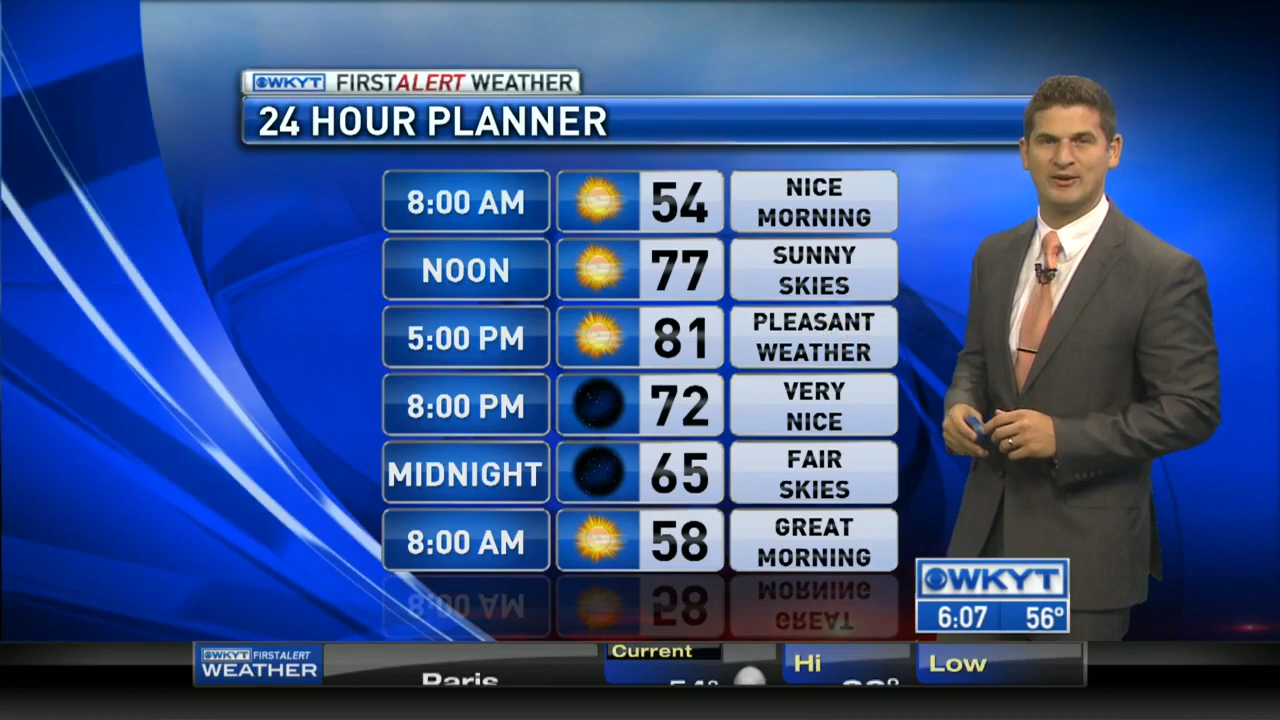 WKYT FIRSTALERT WEATHER
24 HOUR PLANNER
8:00 AM 54 NICE MORNING
NOON 77 SUNNY SKIES
5:00 PM 81 PLEASANT WEATHER
8:00 PM 72 VERY NICE
MIDNIGHT 65 FAIR SKIES
8:00 AM 58 GREAT MORNING
WKYT
6:07 56°
WKYT FIRSTALERT
WEATHER
Paris
Current
54°
Hi
Low